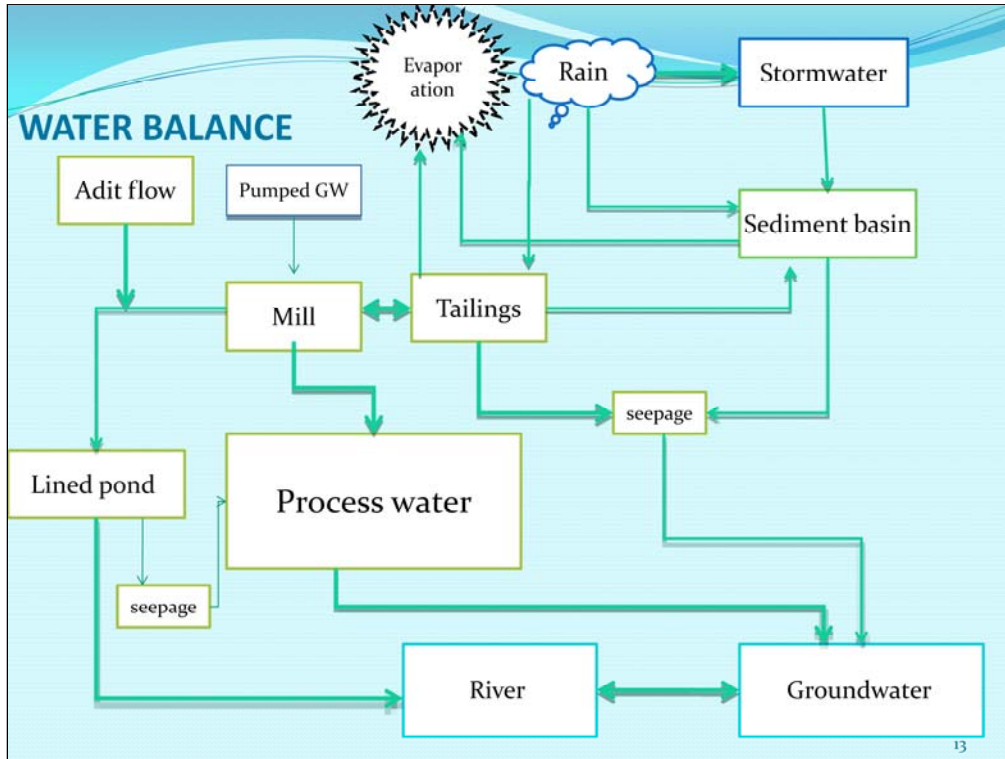 Evapor
ation
Rain
Stormwater
WATER BALANCE
Adit flow
Pumped GW
Sediment basin
Mill
Tailings
seepage
Lined pond
Process water
seepage
River
Groundwater
13